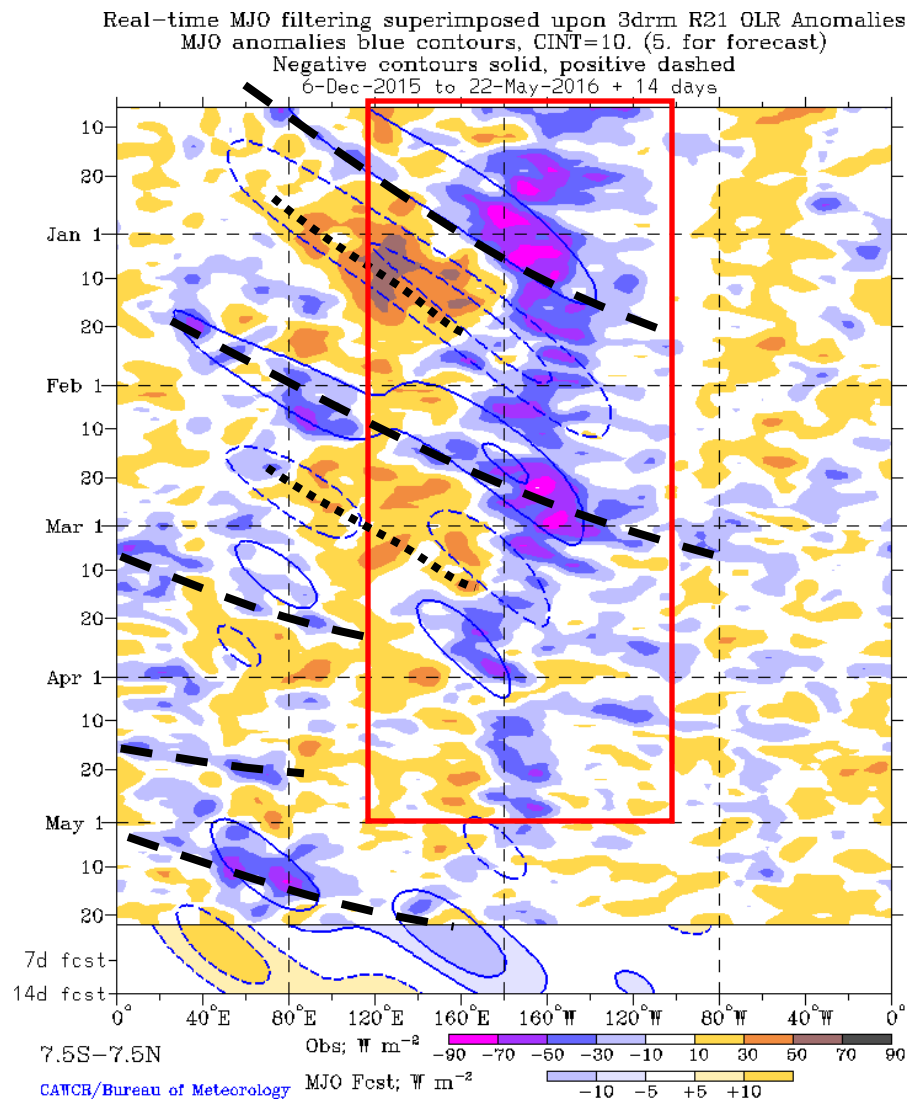 Real-time MJO filtering superimposed upon 3drm R21 OLR Anomalies
MJO anomalies blue contours, CINT=10. (5. for forecast)
Negative contours solid, positive dashed
6-Dec-2015 to 22-May-2016 + 14 days
10
20
Jan 1
10
20
Feb 1
10
20
Mar 1
10
20
Apr 1
10
20
May 1
10
20
7d fcst
14d fcst
0° 40°E 80°E 120°E 160°E 160°W 120°W 80°W 40°W 0°
7.5S-7.5N
Obs; W m⁻²
-90 -70 -50 -30 -10 10 30 50 70 90
CAWCR/Bureau of Meteorology
MJO Fcst; W m⁻²
-10 -5 +5 +10